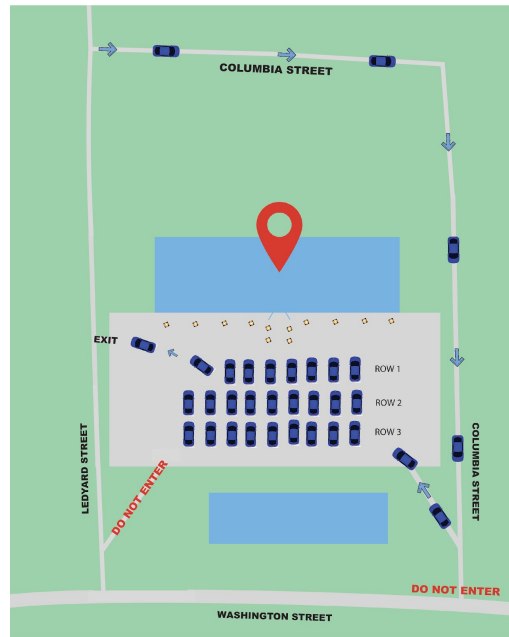 COLUMBIA STREET
EXIT
ROW 1
ROW 2
ROW 3
LEDYARD STREET
DO NOT ENTER
COLUMBIA STREET
DO NOT ENTER
WASHINGTON STREET